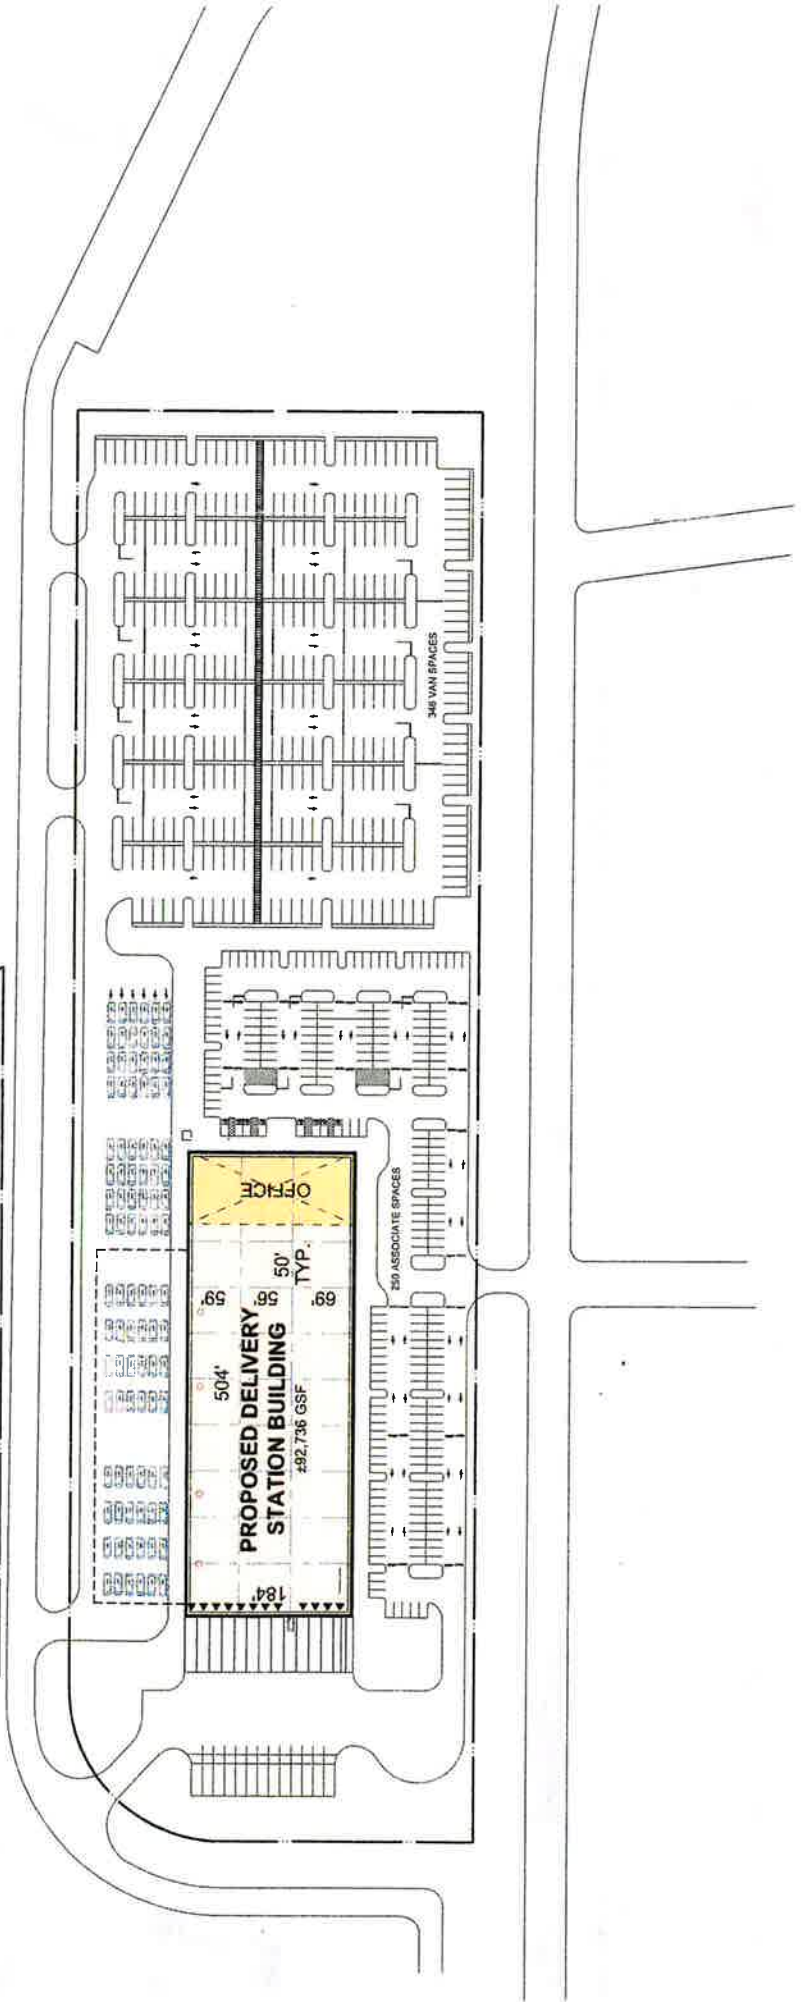 346 VAN SPACES
250 ASSOCIATE SPACES
OFFICE
50'
TYP.
59'
56'
69'
504'
PROPOSED DELIVERY
STATION BUILDING
±92,736 GSF
184'